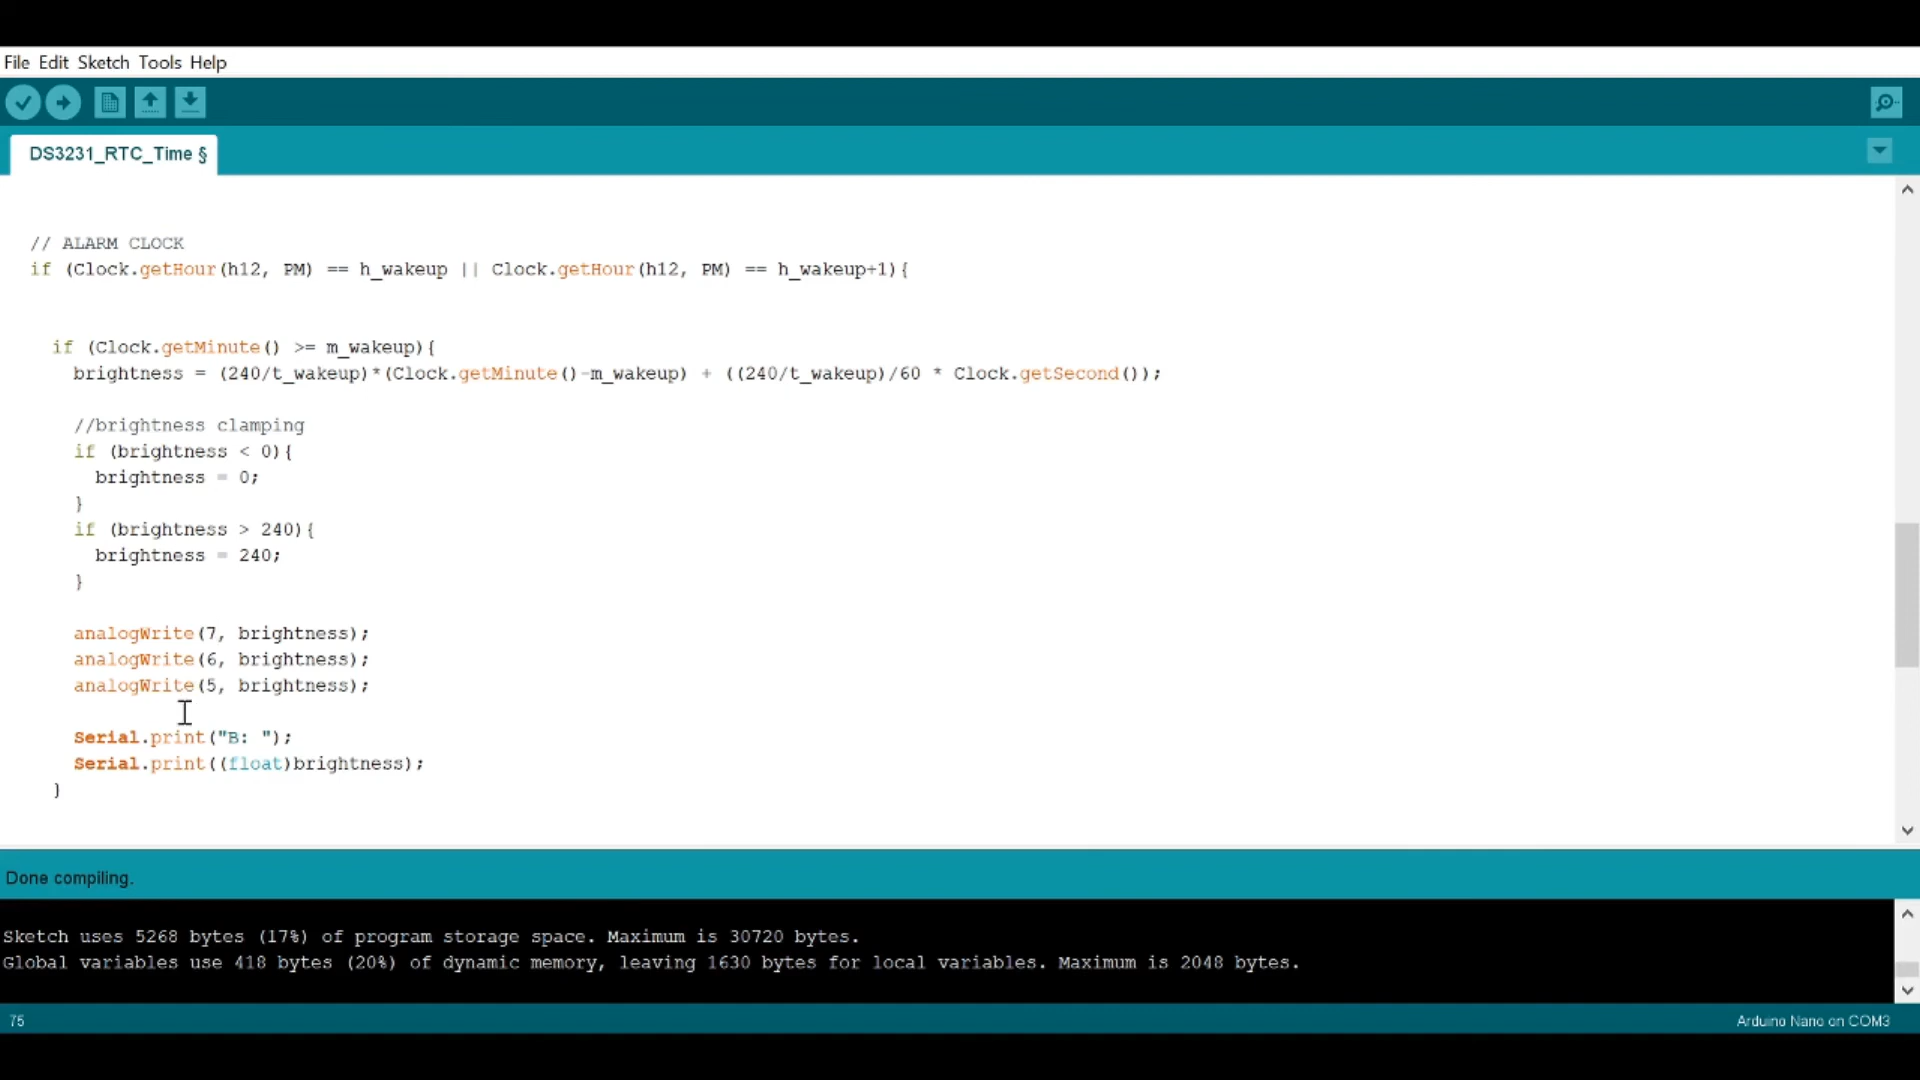 File Edit Sketch Tools Help
DS3231_RTC_Time §
// ALARM CLOCK
if (Clock.getHour(h12, PM) == h_wakeup || Clock.getHour(h12, PM) == h_wakeup+1){
if (Clock.getMinute() >= m_wakeup){
brightness = (240/t_wakeup)*(Clock.getMinute()-m_wakeup) + ((240/t_wakeup)/60 * Clock.getSecond());
//brightness clamping
if (brightness < 0){
brightness = 0;
}
if (brightness > 240){
brightness = 240;
}
analogWrite(7, brightness);
analogWrite(6, brightness);
analogWrite(5, brightness);
Serial.print("B: ");
Serial.print((float)brightness);
}
Done compiling.
Sketch uses 5268 bytes (17%) of program storage space. Maximum is 30720 bytes.
Global variables use 418 bytes (20%) of dynamic memory, leaving 1630 bytes for local variables. Maximum is 2048 bytes.
75
Arduino Nano on COM3